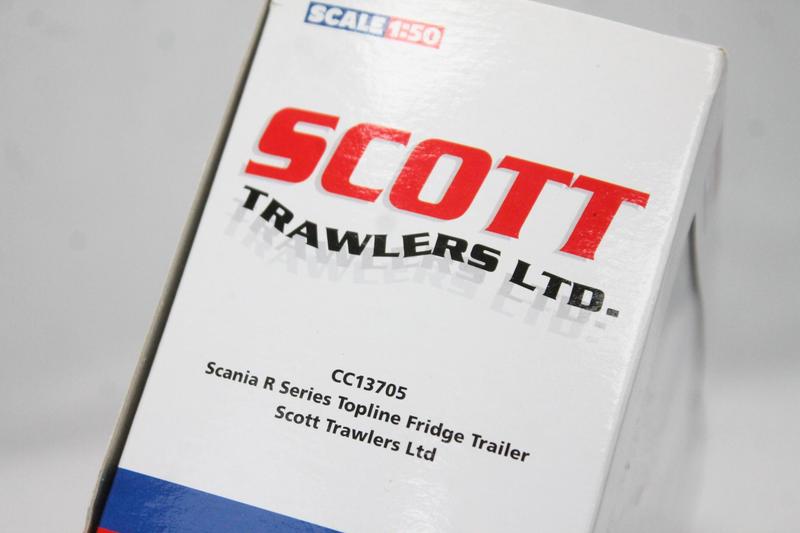 SCALE 1:50
SCOTT
TRAWLERS LTD.
CC13705
Scania R Series Topline Fridge Trailer
Scott Trawlers Ltd